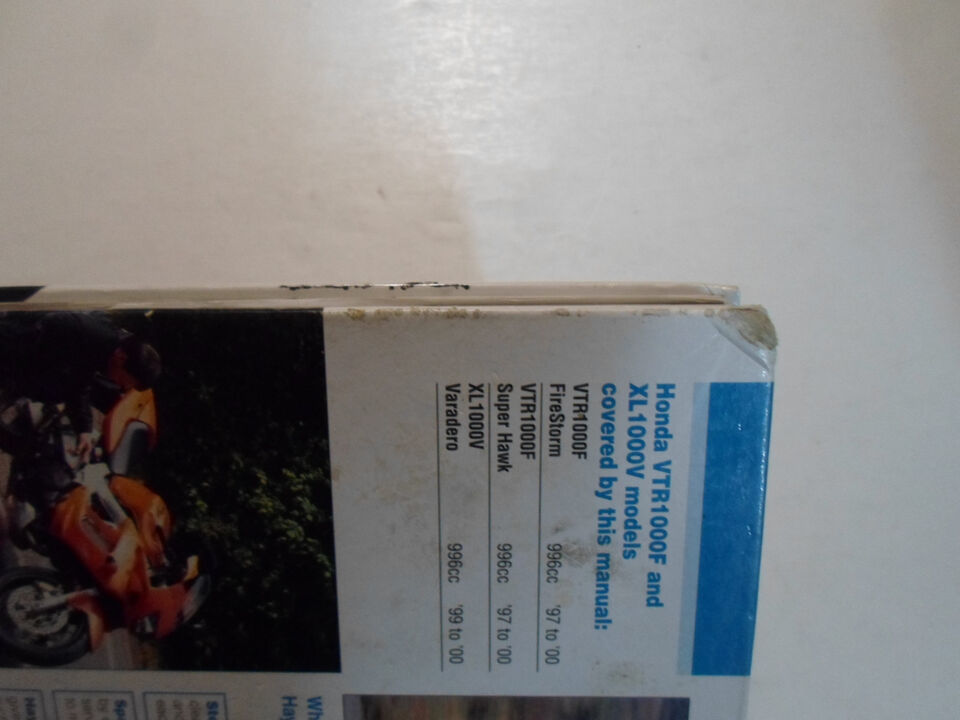 Honda VTR1000F and
XL1000V models
covered by this manual:
VTR1000F
FireStorm 996cc '97 to '00
VTR1000F
Super Hawk 996cc '97 to '00
XL1000V
Varadero 996cc '99 to '00